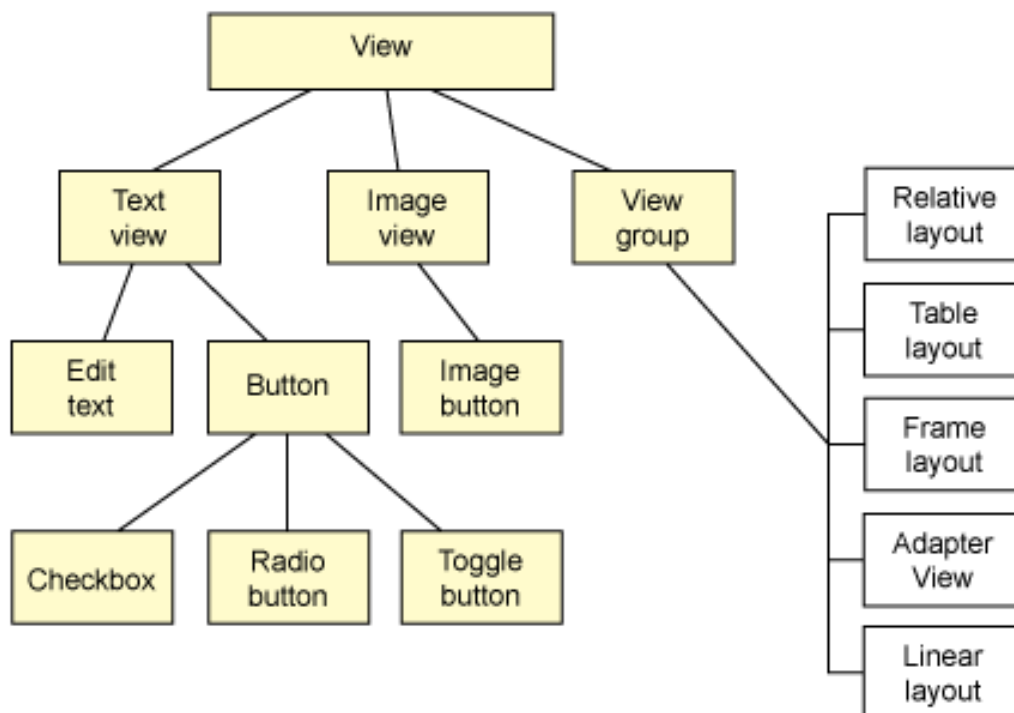 View
Text
view
Image
view
View
group
Relative
layout
Table
layout
Edit
text
Button
Image
button
Frame
layout
Checkbox
Radio
button
Toggle
button
Adapter
View
Linear
layout